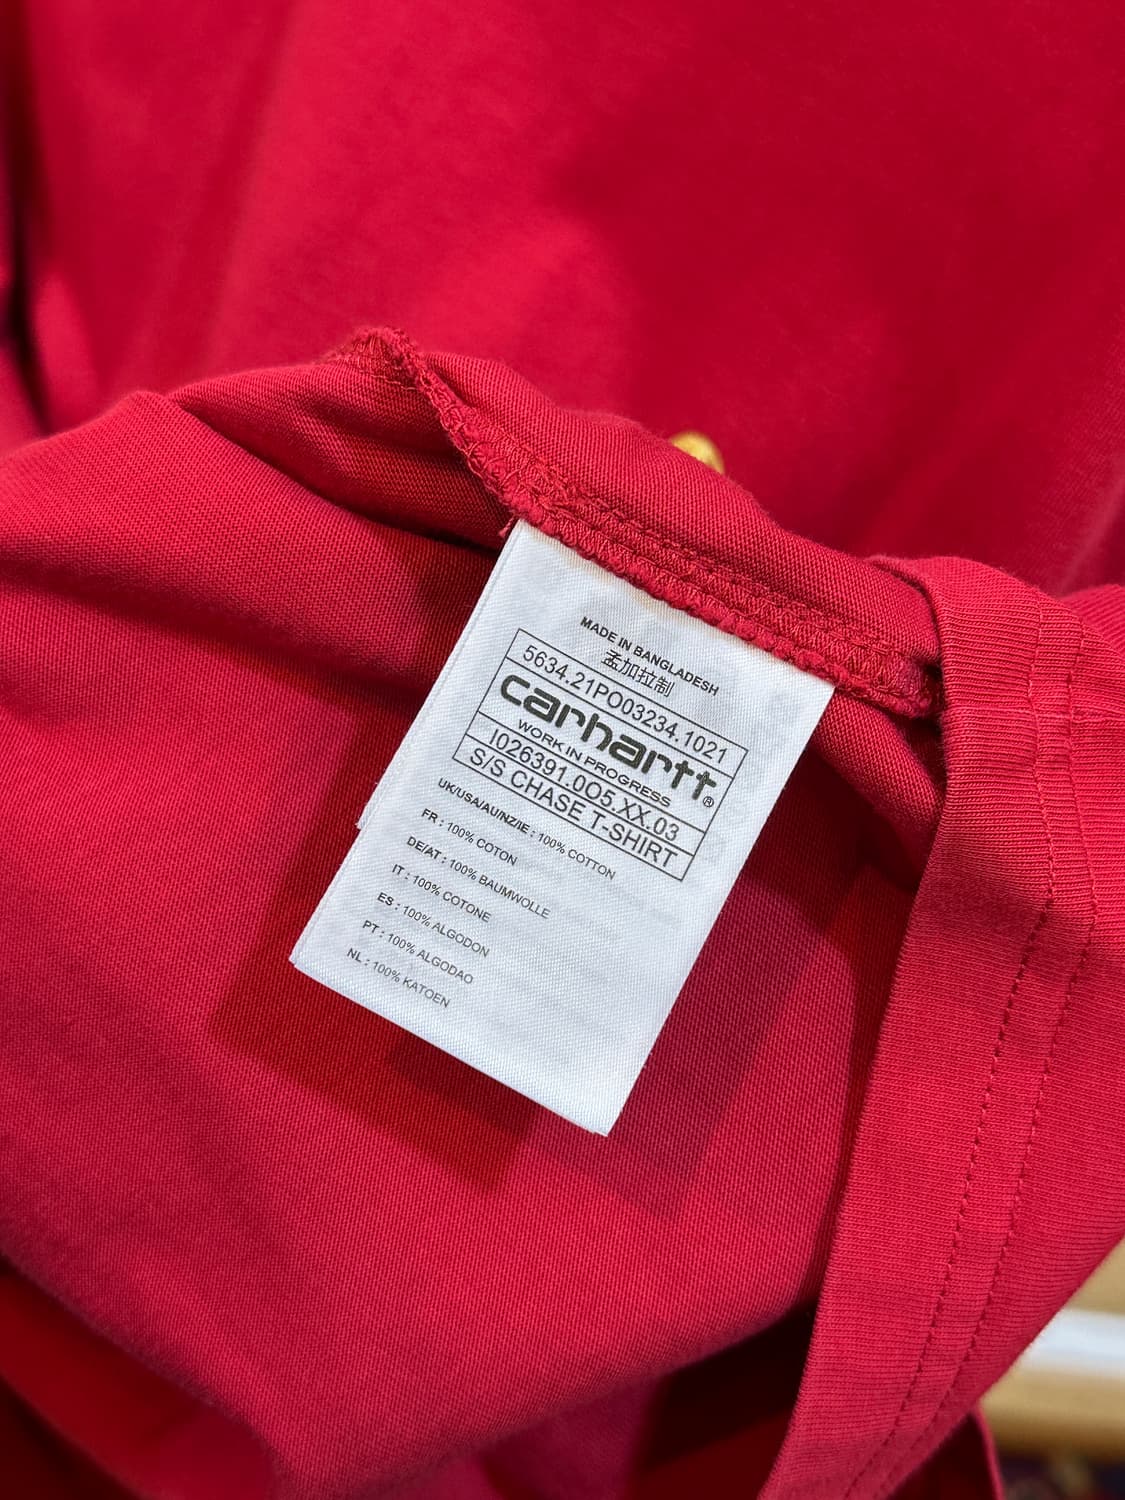 MADE IN BANGLADESH
孟加拉制
5634.21PO03234.1021
carhartt®
WORK IN PROGRESS
I026391.0O5.XX.03
S/S CHASE T-SHIRT
UK/USA/AU/NZ/IE : 100% COTTON
FR : 100% COTON
DE/AT : 100% BAUMWOLLE
IT : 100% COTONE
ES : 100% ALGODON
PT : 100% ALGODAO
NL : 100% KATOEN